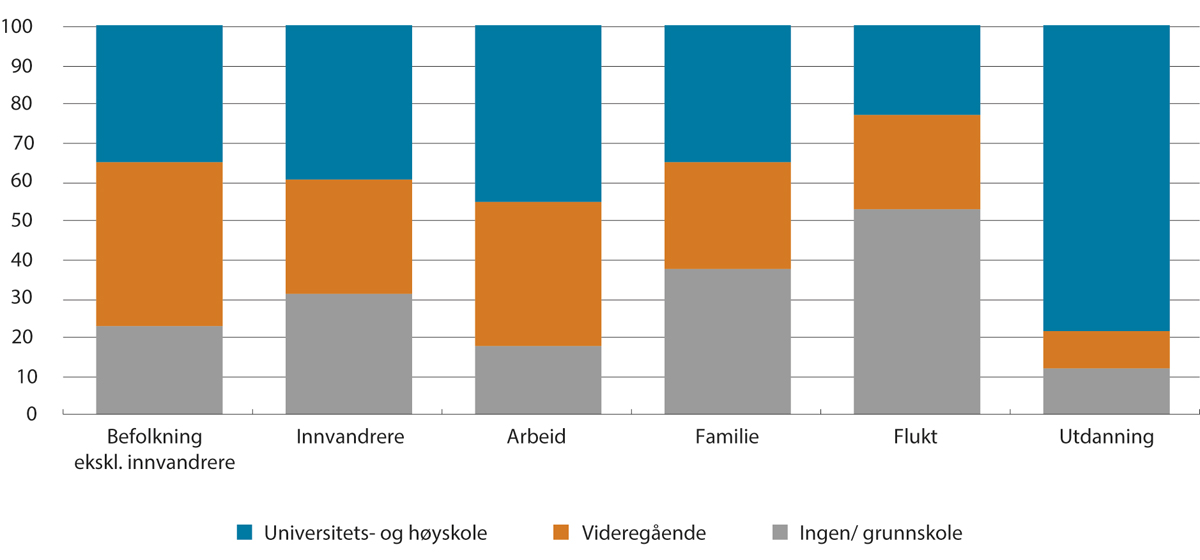 100
90
80
70
60
50
40
30
20
10
0
Befolkning
ekskl. innvandrere
Innvandrere
Arbeid
Familie
Flukt
Utdanning
Universitets- og høyskole
Videregående
Ingen/ grunnskole